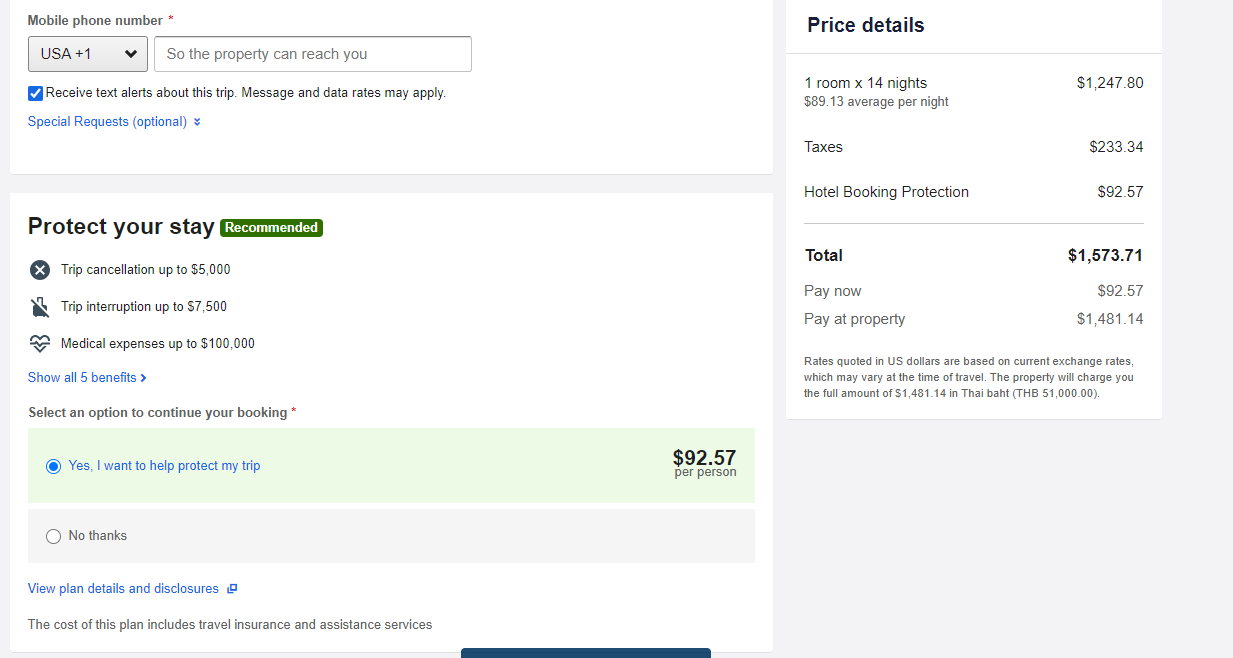 Mobile phone number *
USA +1
So the property can reach you
Receive text alerts about this trip. Message and data rates may apply.
Special Requests (optional)
Protect your stay Recommended
Trip cancellation up to $5,000
Trip interruption up to $7,500
Medical expenses up to $100,000
Show all 5 benefits
Select an option to continue your booking *
Yes, I want to help protect my trip
$92.57
per person
No thanks
View plan details and disclosures
The cost of this plan includes travel insurance and assistance services
Price details
1 room x 14 nights $1,247.80
$89.13 average per night
Taxes $233.34
Hotel Booking Protection $92.57
Total $1,573.71
Pay now $92.57
Pay at property $1,481.14
Rates quoted in US dollars are based on current exchange rates,
which may vary at the time of travel. The property will charge you
the full amount of $1,481.14 in Thai baht (THB 51,000.00).